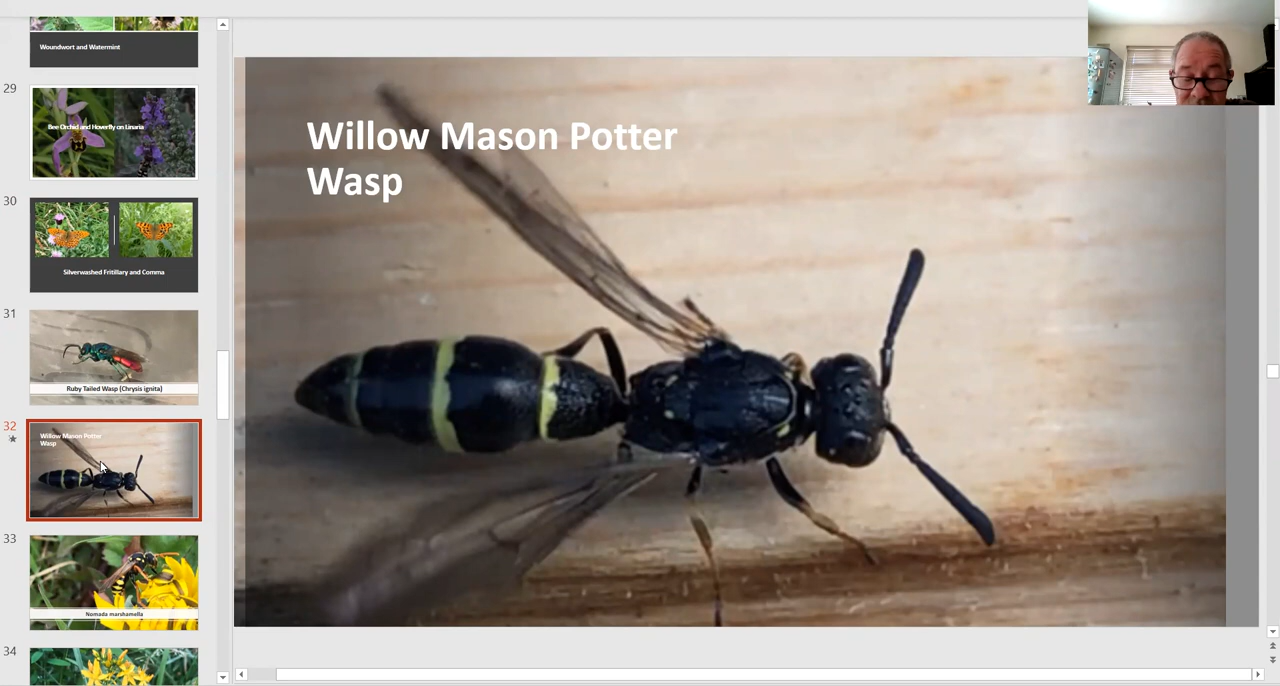 Woundwort and Watermint
29
Bee Orchid and Hoverfly on Linaria
30
Silverwashed Fritillary and Comma
31
Ruby Tailed Wasp (Chrysis ignita)
32
Willow Mason Potter
Wasp
33
Nomada marshamella
34
Willow Mason Potter
Wasp